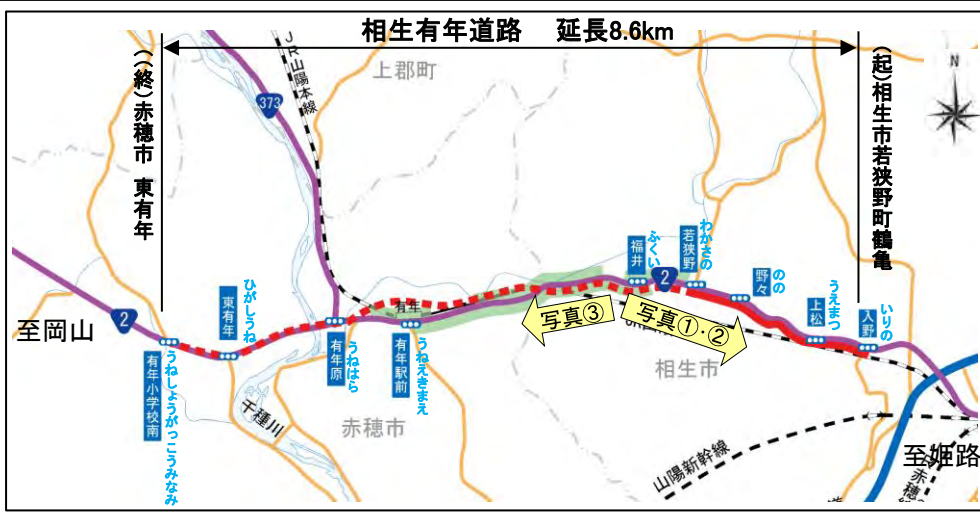 相生有年道路 延長8.6km
((終)赤穂市 東有年
(起)相生市若狭野町鶴亀
JR山陽本線
上郡町
373
N
わかさの
若狭野
ふくい
福井
2
のの
野々
うえまつ
上松
いりの
入野
ひがしうね
東有年
有年
写真③
写真①・②
至岡山
2
有年原
うねはら
有年駅前
うねえきまえ
有年小学校南
うねしょうがっこうみなみ
相生市
千種川
赤穂市
山陽新幹線
至姫路